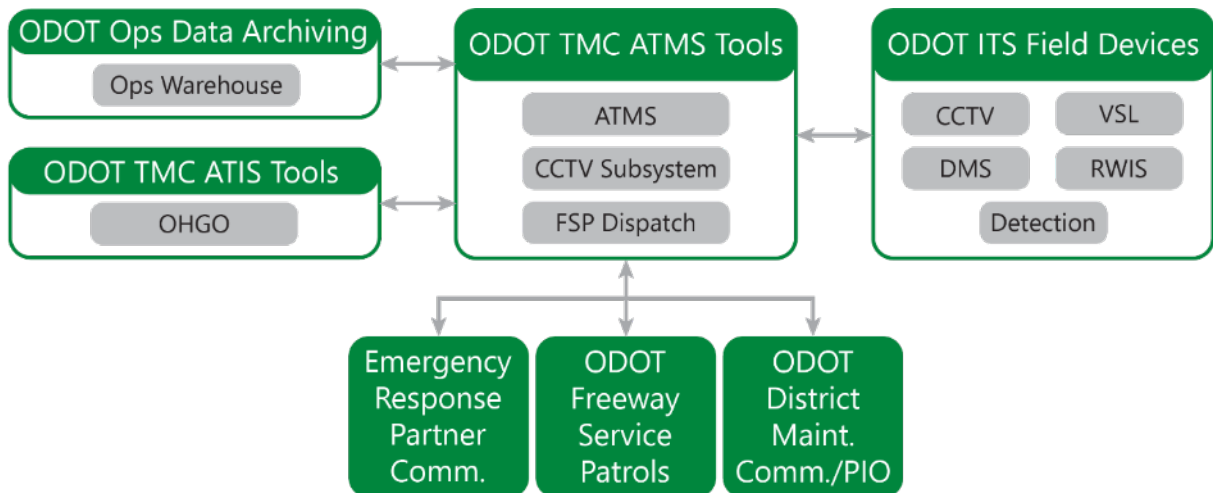 ODOT Ops Data Archiving
Ops Warehouse
ODOT TMC ATIS Tools
OHGO
ODOT TMC ATMS Tools
ATMS
CCTV Subsystem
FSP Dispatch
ODOT ITS Field Devices
CCTV
VSL
DMS
RWIS
Detection
Emergency
Response
Partner
Comm.
ODOT
Freeway
Service
Patrols
ODOT
District
Maint.
Comm./PIO